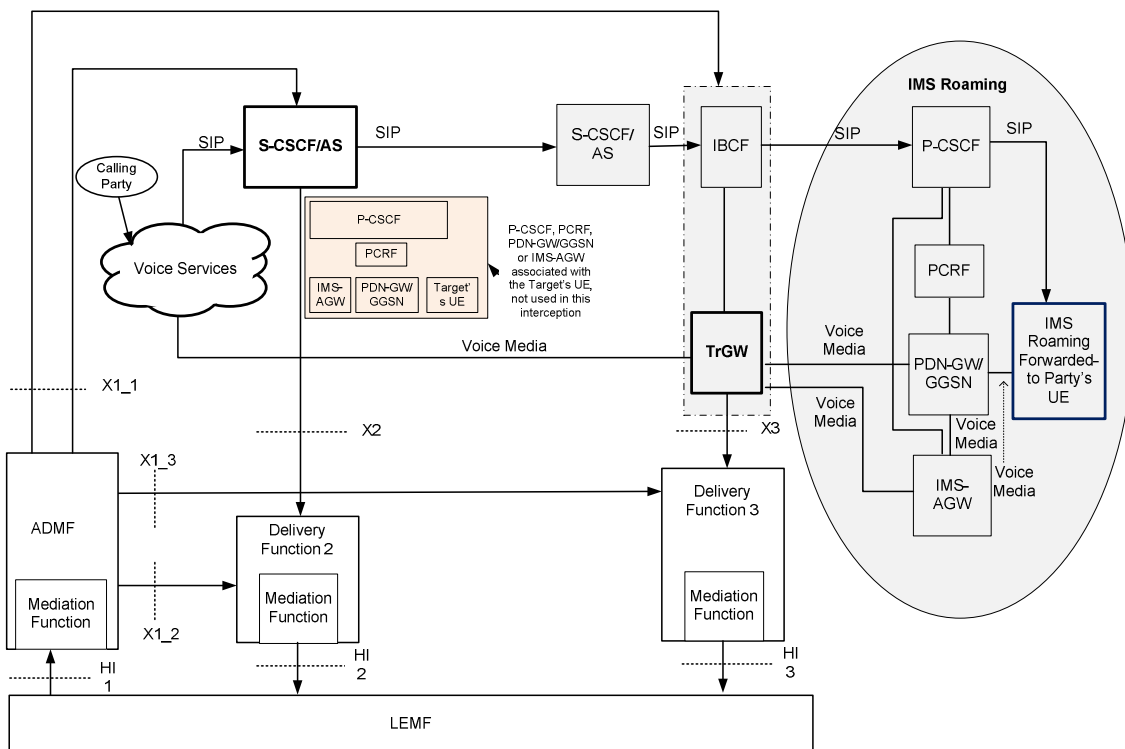 IMS Roaming
S-CSCF/AS
SIP
SIP
S-CSCF/
AS
SIP
IBCF
SIP
P-CSCF
SIP
Calling
Party
Voice Services
P-CSCF
PCRF
IMS-
AGW
PDN-GW/
GGSN
Target'
s UE
P-CSCF, PCRF,
PDN-GW/GGSN
or IMS-AGW
associated with
the Target's UE,
not used in this
interception
PCRF
Voice Media
TrGW
Voice
Media
PDN-GW/
GGSN
IMS
Roaming
Forwarded-
to Party's
UE
X1_1
Voice
Media
Voice
Media
X2
X3
Voice
Media
IMS-
AGW
X1_3
ADMF
Delivery
Function 2
Delivery
Function 3
Mediation
Function
Mediation
Function
Mediation
Function
X1_2
HI
1
HI
2
HI
3
LEMF